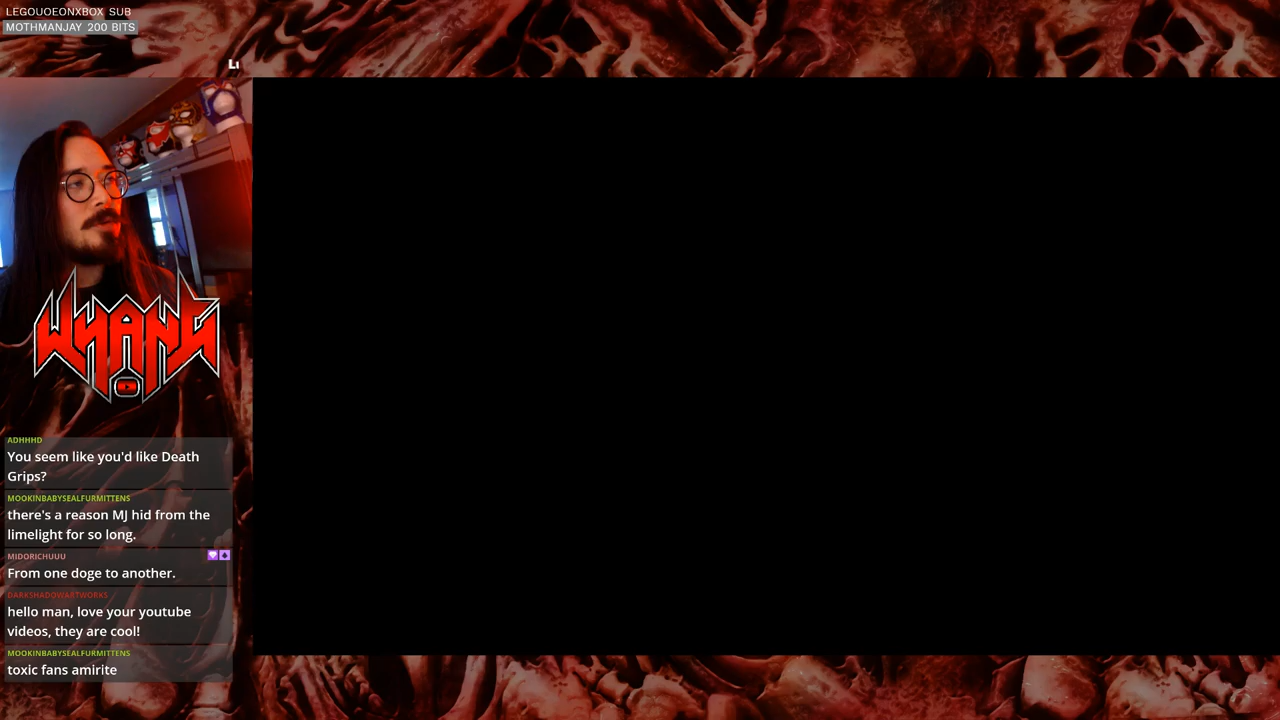 LEGOUOEONXBOX SUB
MOTHMANJAY 200 BITS
LI
WYANG
ADHHHD
You seem like you'd like Death
Grips?
MOOKINBABYSEALFURMITTENS
there's a reason MJ hid from the
limelight for so long.
MIDORICHUUU
From one doge to another.
DARKSHADOWARTWORKS
hello man, love your youtube
videos, they are cool!
MOOKINBABYSEALFURMITTENS
toxic fans amirite